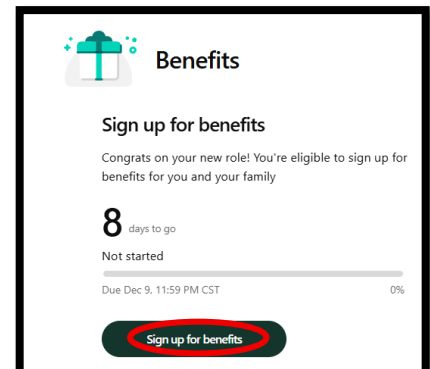 Benefits
Sign up for benefits
Congrats on your new role! You're eligible to sign up for
benefits for you and your family
8 days to go
Not started
Due Dec 9, 11:59 PM CST 0%
Sign up for benefits